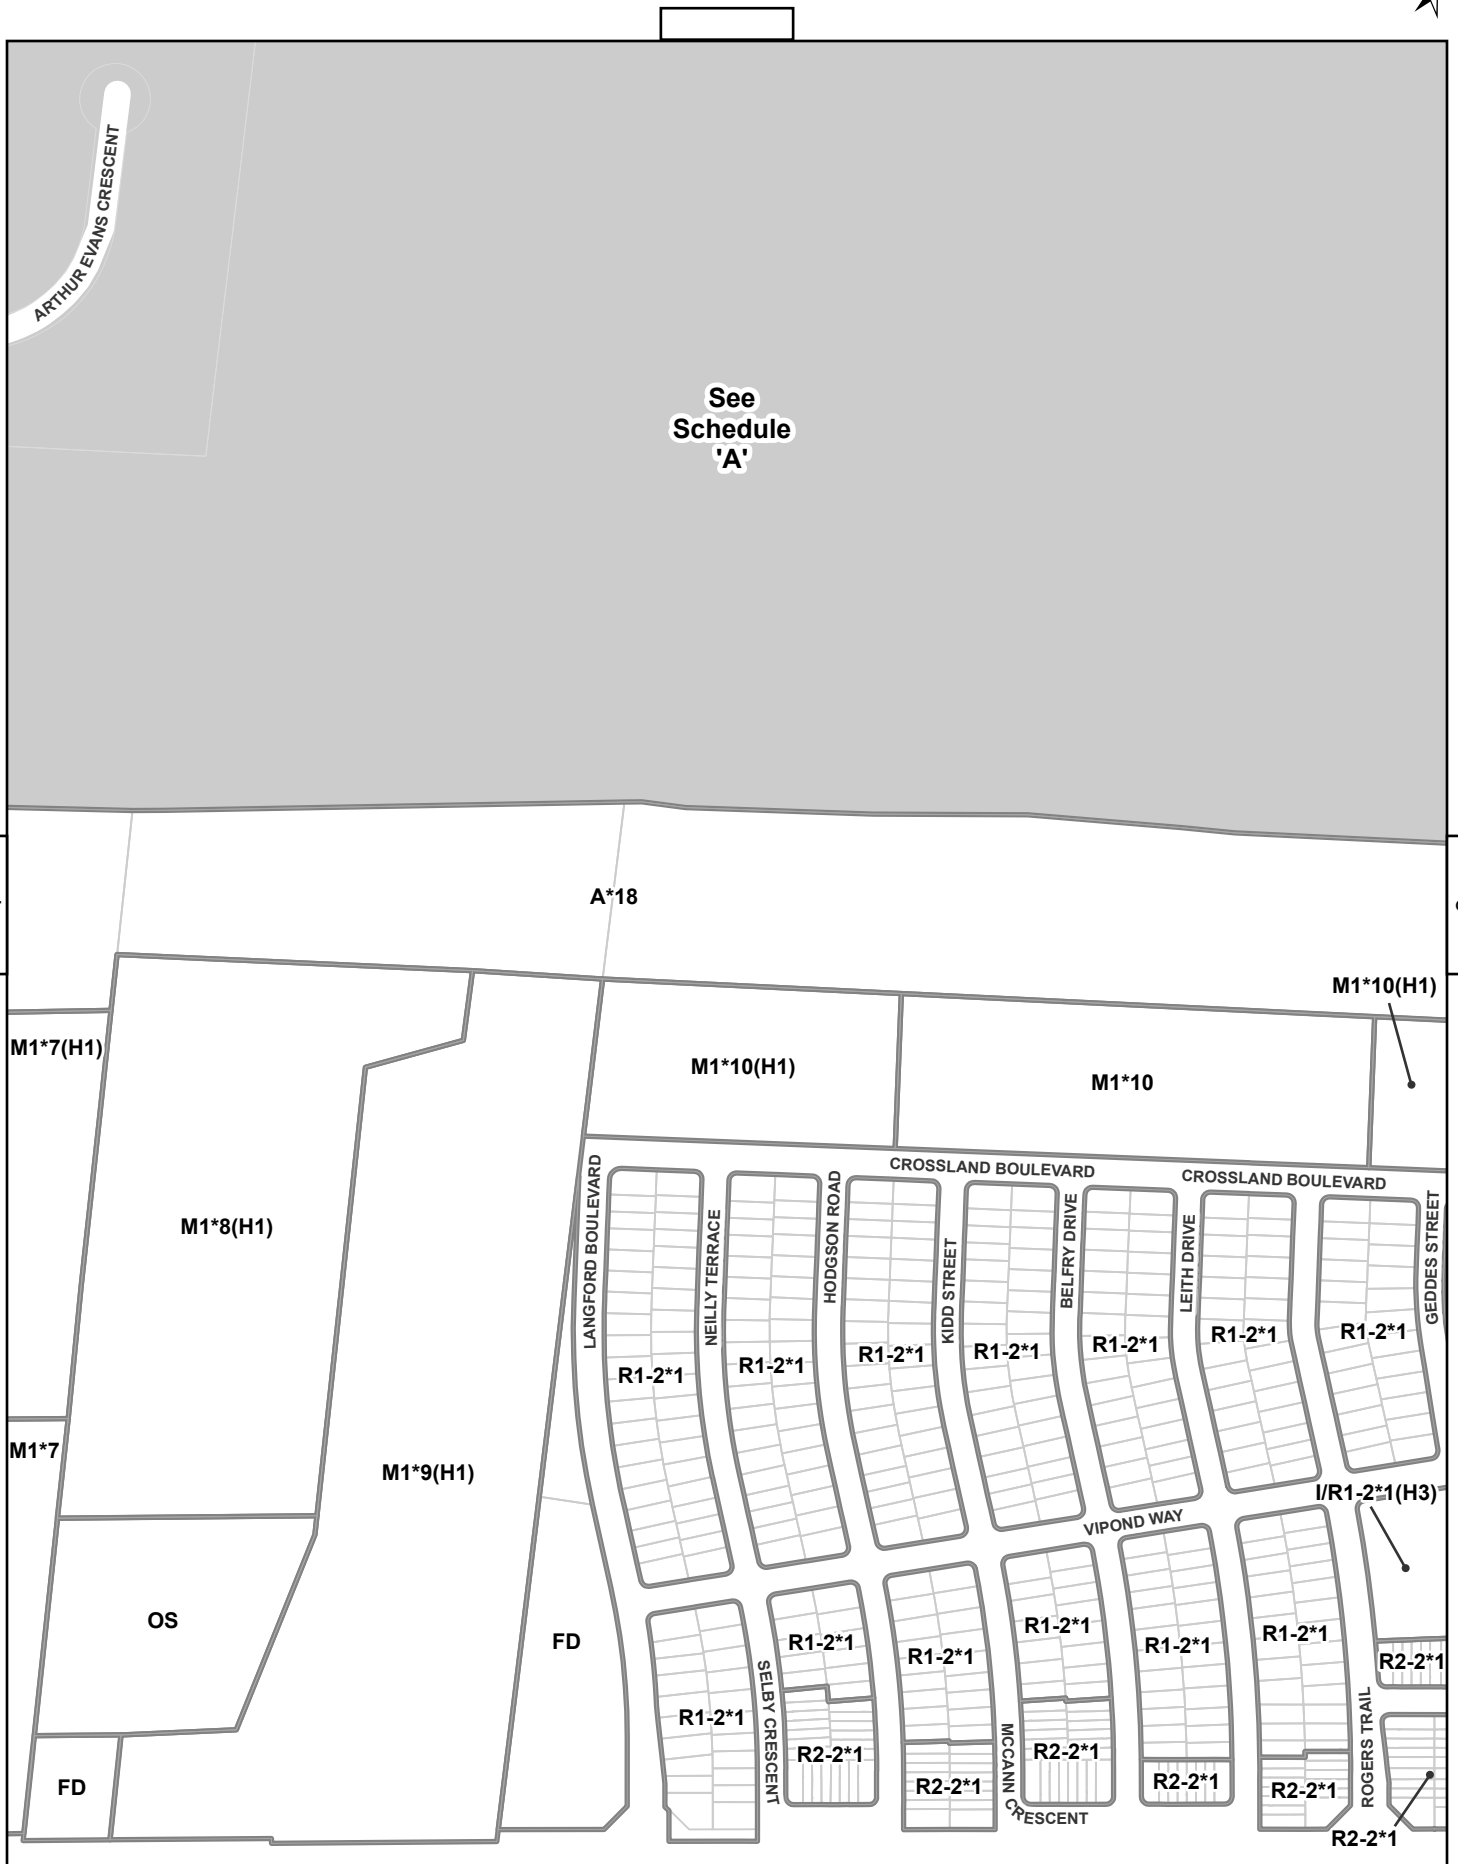 ARTHUR EVANS CRESCENT
See
Schedule
'A'
A*18
M1*10(H1)
M1*7(H1)
M1*10(H1)
M1*10
CROSSLAND BOULEVARD
CROSSLAND BOULEVARD
LANGFORD BOULEVARD
NEILLY TERRACE
HODGSON ROAD
KIDD STREET
BELFRY DRIVE
LEITH DRIVE
GEDDES STREET
M1*8(H1)
R1-2*1
R1-2*1
R1-2*1
R1-2*1
R1-2*1
R1-2*1
R1-2*1
M1*7
M1*9(H1)
I/R1-2*1(H3)
VIPOND WAY
OS
FD
R1-2*1
R1-2*1
R1-2*1
R1-2*1
R1-2*1
R2-2*1
R1-2*1
SELBY CRESCENT
MCCANN CRESCENT
ROGERS TRAIL
R2-2*1
R2-2*1
R2-2*1
R2-2*1
R2-2*1
FD
R2-2*1